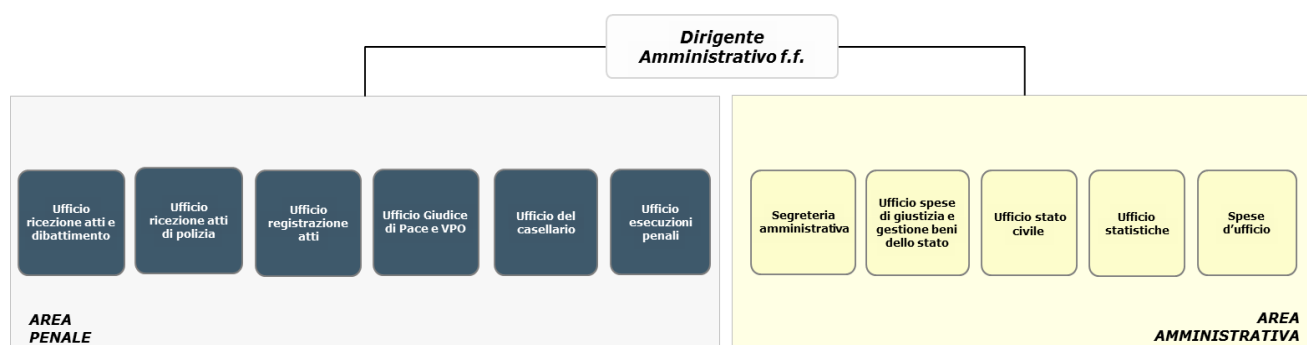 Dirigente
Amministrativo f.f.
Ufficio
ricezione atti e
dibattimento
Ufficio
ricezione atti
di polizia
Ufficio
registrazione
atti
Ufficio Giudice
di Pace e VPO
Ufficio del
casellario
Ufficio
esecuzioni
penali
Segreteria
amministrativa
Ufficio spese
di giustizia e
gestione beni
dello stato
Ufficio stato
civile
Ufficio
statistiche
Spese
d’ufficio
AREA
PENALE
AREA
AMMINISTRATIVA